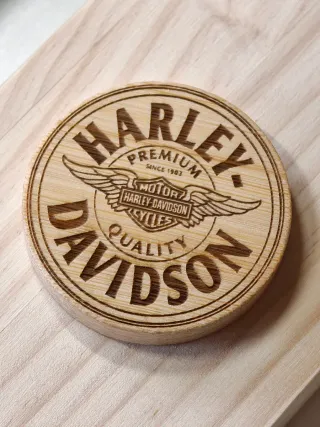 HARLEY-
PREMIUM
SINCE 1903
MOTOR
HARLEY-DAVIDSON
CYCLES
QUALITY
DAVIDSON